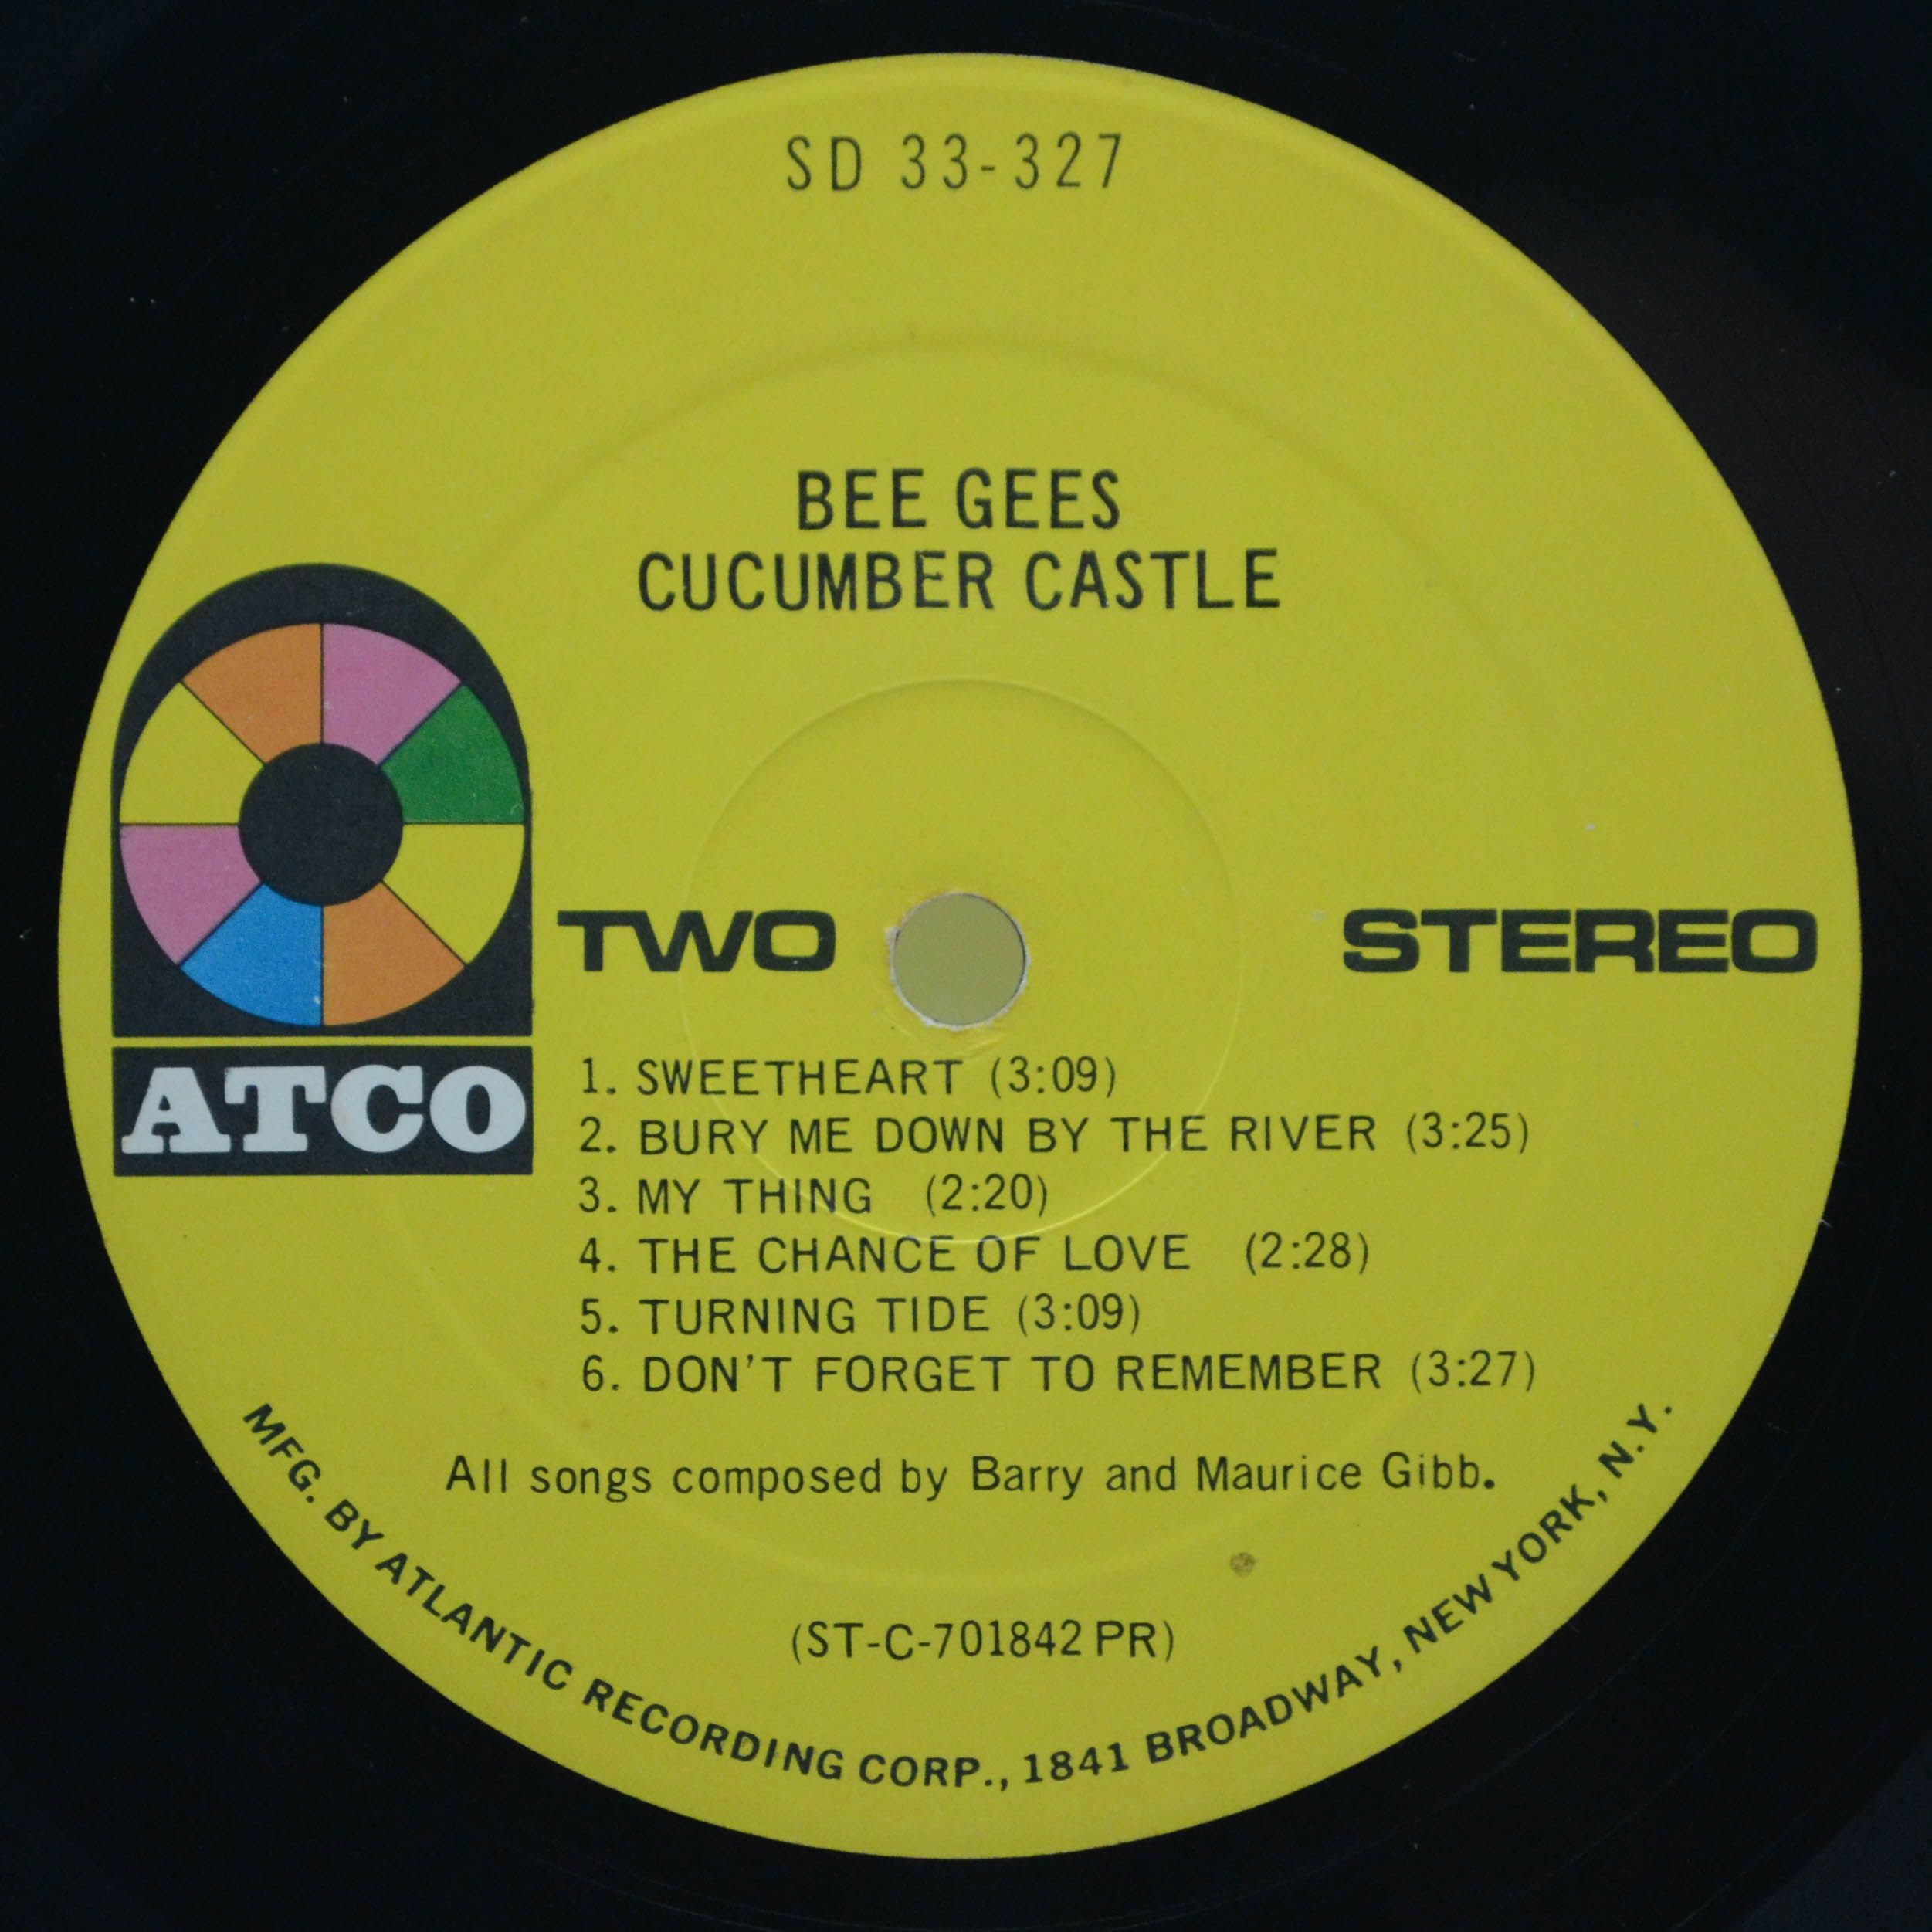 SD 33-327
BEE GEES
CUCUMBER CASTLE
TWO
STEREO
ATCO
1. SWEETHEART (3:09)
2. BURY ME DOWN BY THE RIVER (3:25)
3. MY THING (2:20)
4. THE CHANCE OF LOVE (2:28)
5. TURNING TIDE (3:09)
6. DON'T FORGET TO REMEMBER (3:27)
All songs composed by Barry and Maurice Gibb.
(ST-C-701842 PR)
MFG. BY ATLANTIC RECORDING CORP., 1841 BROADWAY, NEW YORK, N.Y.